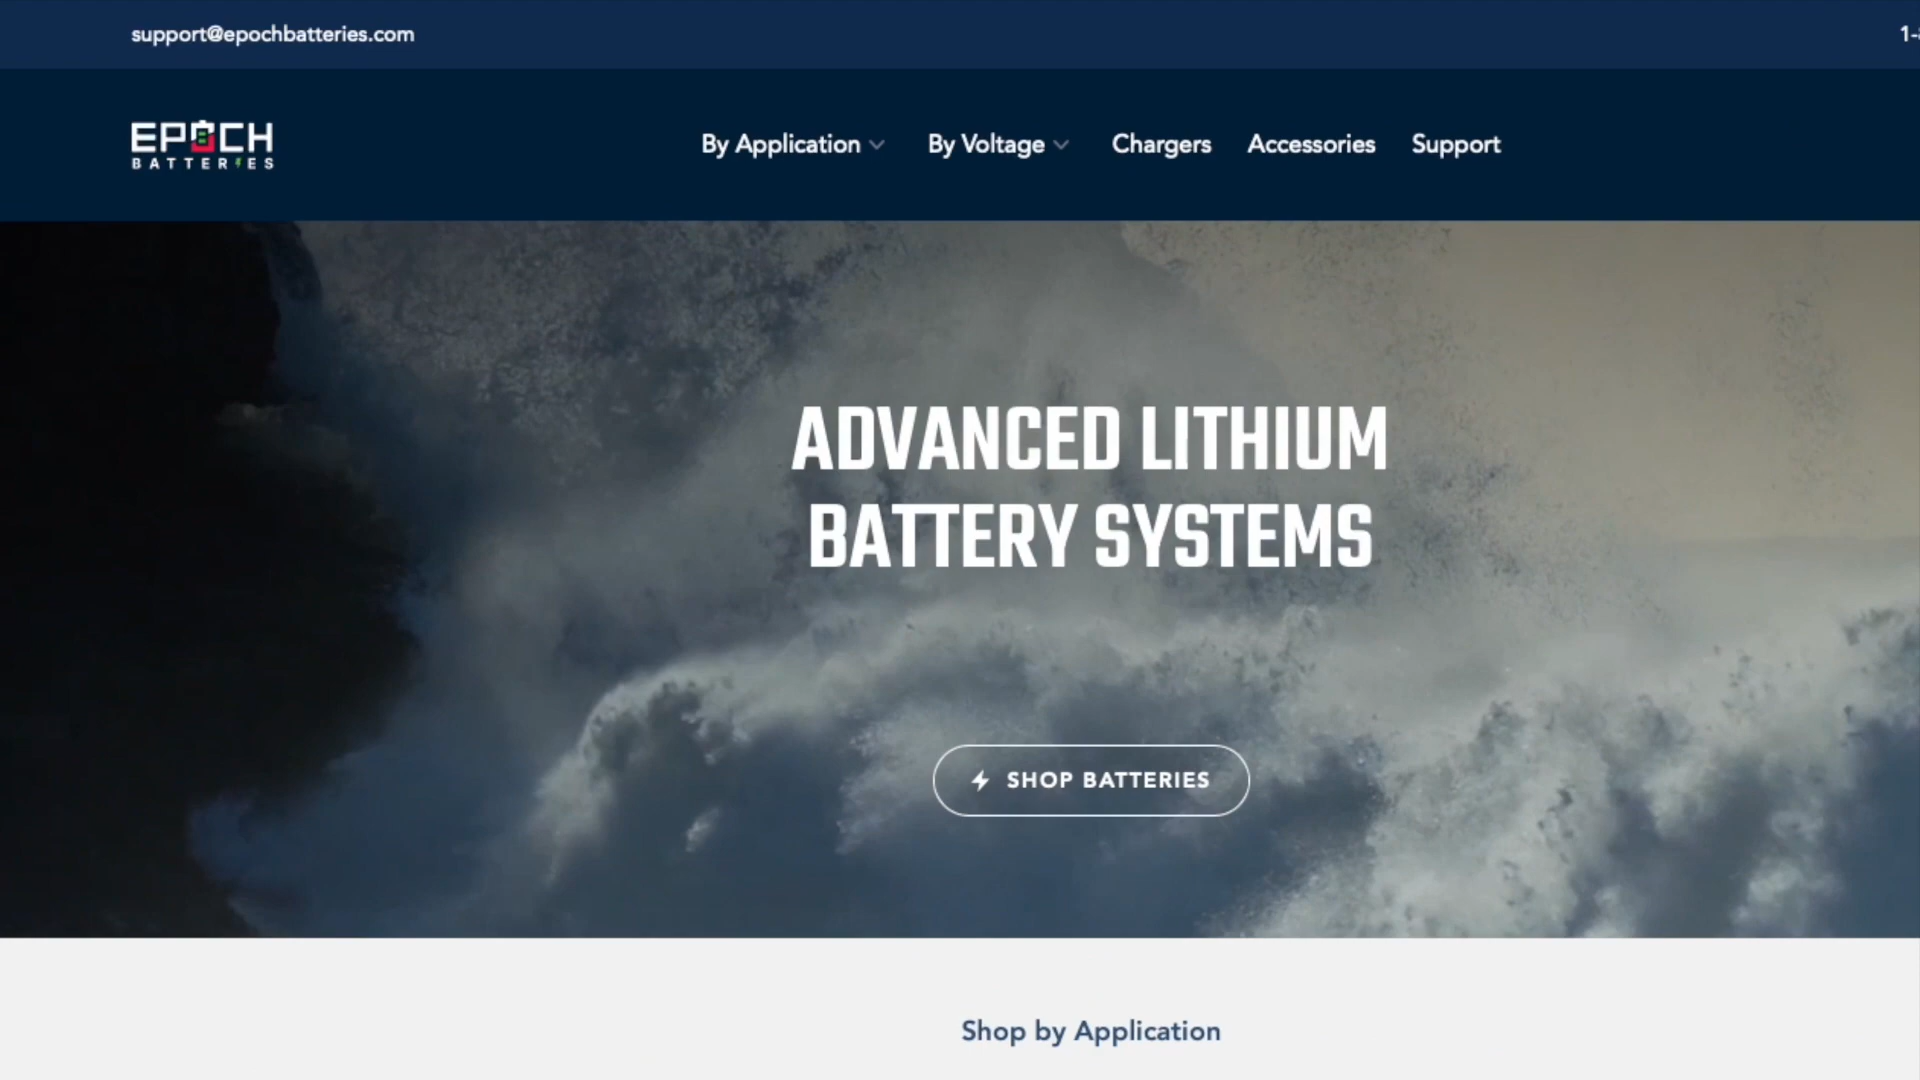 support@epochbatteries.com
EPOCH
BATTERIES
By Application
By Voltage
Chargers
Accessories
Support
ADVANCED LITHIUM
BATTERY SYSTEMS
SHOP BATTERIES
Shop by Application